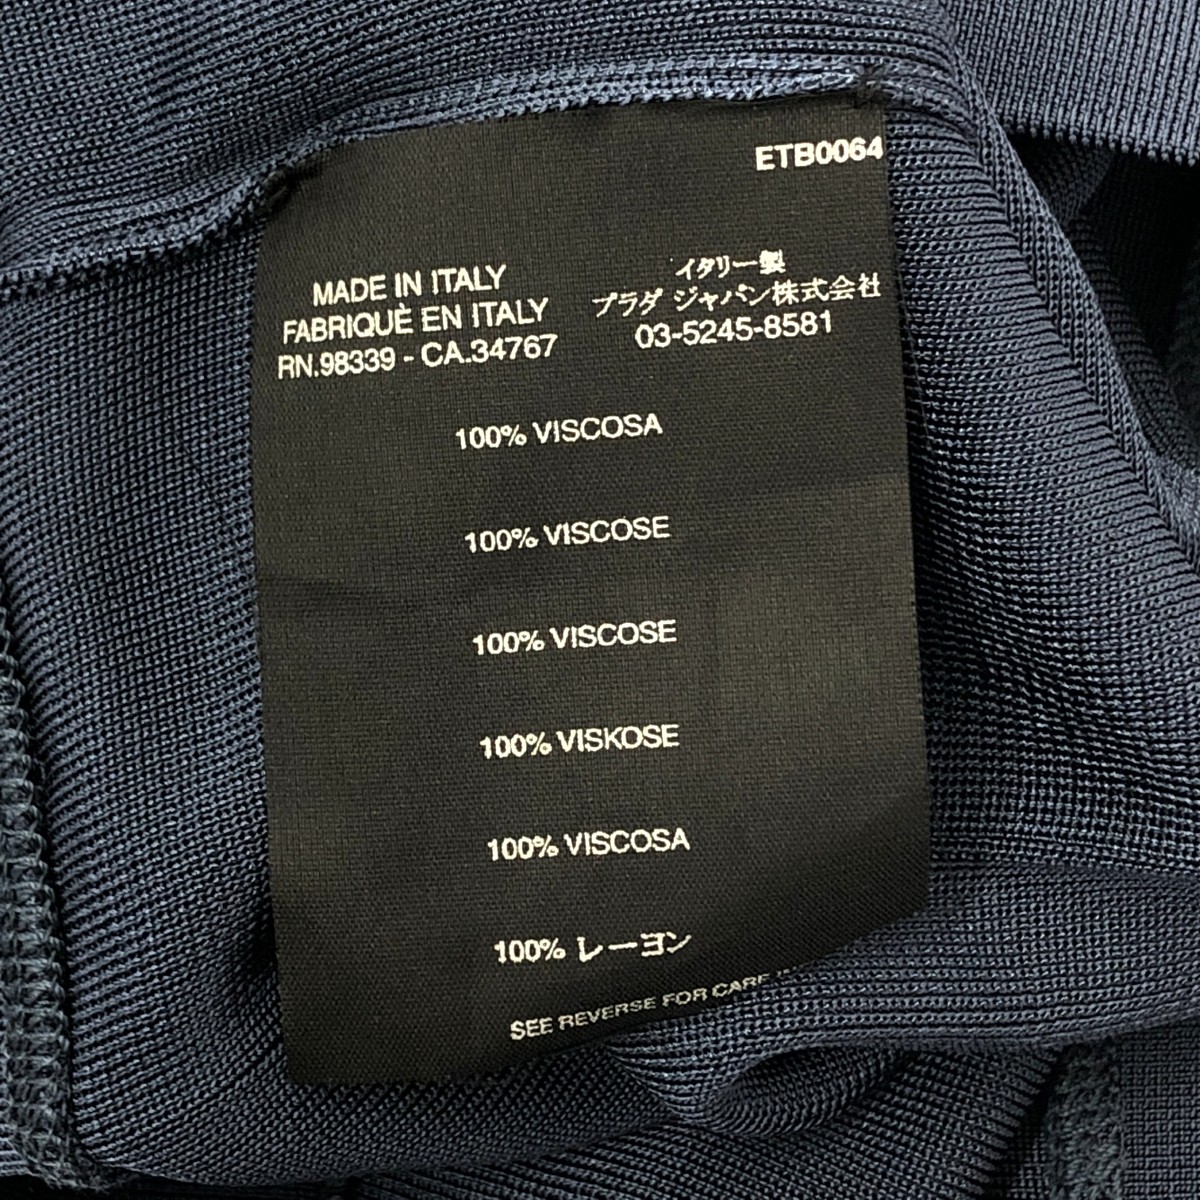 ETB0064
MADE IN ITALY
FABRIQUÈ EN ITALY
RN.98339 - CA.34767
イタリー製
プラダ ジャパン株式会社
03-5245-8581
100% VISCOSA
100% VISCOSE
100% VISCOSE
100% VISKOSE
100% VISCOSA
100% レーヨン
SEE REVERSE FOR CARE